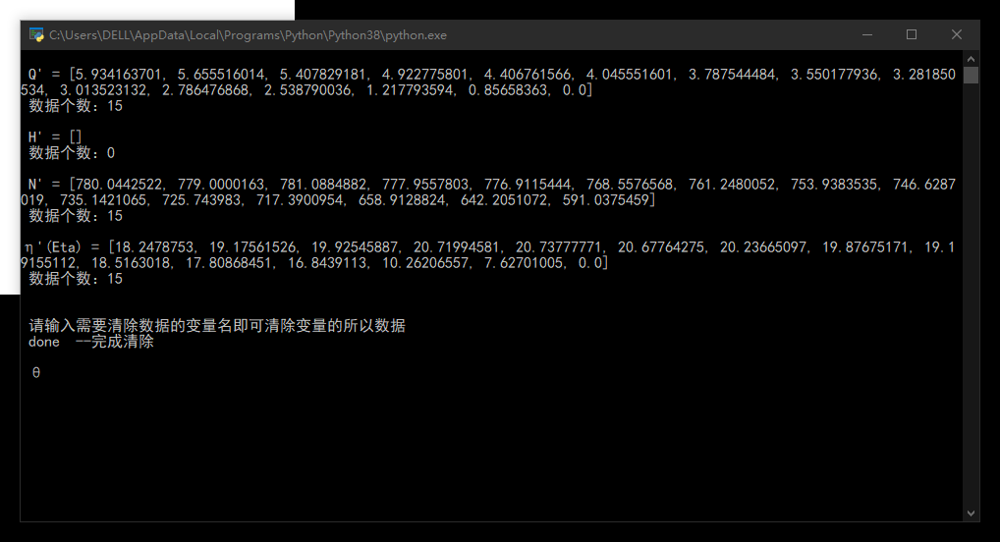 C:\Users\DELL\AppData\Local\Programs\Python\Python38\python.exe
Q' = [5.934163701, 5.655516014, 5.407829181, 4.922775801, 4.406761566, 4.045551601, 3.787544484, 3.550177936, 3.281850
534, 3.013523132, 2.786476868, 2.538790036, 1.217793594, 0.85658363, 0.0]
数据个数：15
H' = []
数据个数：0
N' = [780.0442522, 779.0000163, 781.0884882, 777.9557803, 776.9115444, 768.5576568, 761.2480052, 753.9383535, 746.6287
019, 735.1421065, 725.743983, 717.3900954, 658.9128824, 642.2051072, 591.0375459]
数据个数：15
η'(Eta) = [18.2478753, 19.17561526, 19.92545887, 20.71994581, 20.73777771, 20.67764275, 20.23665097, 19.87675171, 19.1
9155112, 18.5163018, 17.80868451, 16.8439113, 10.26206557, 7.62701005, 0.0]
数据个数：15
请输入需要清除数据的变量名即可清除变量的所以数据
done  --完成清除
θ